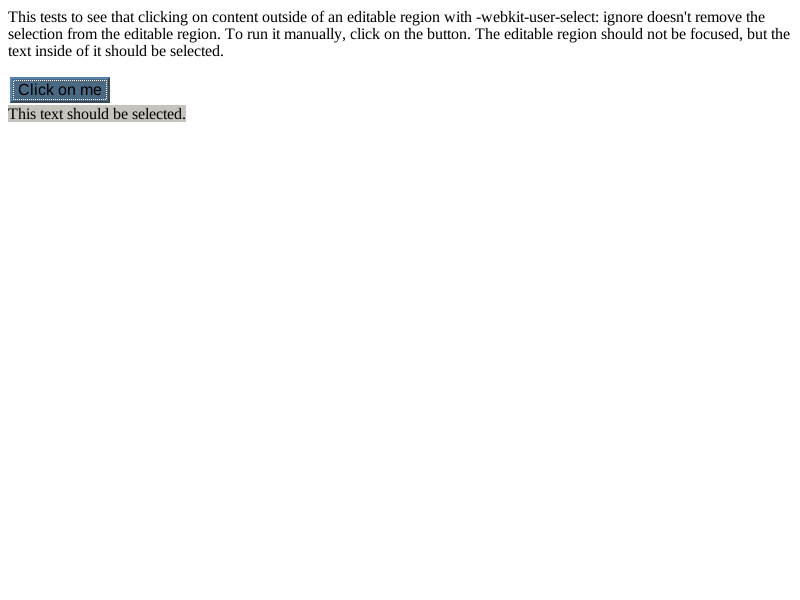 This tests to see that clicking on content outside of an editable region with -webkit-user-select: ignore doesn't remove the
selection from the editable region. To run it manually, click on the button. The editable region should not be focused, but the
text inside of it should be selected.
Click on me
This text should be selected.